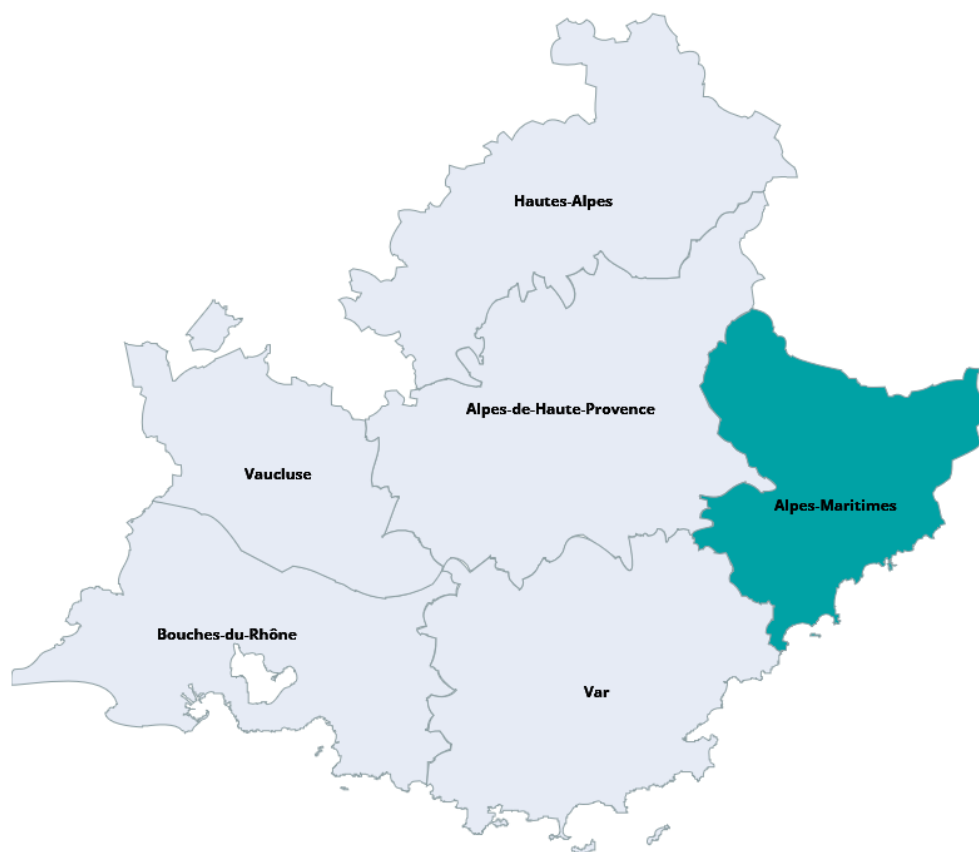 Hautes-Alpes
Alpes-de-Haute-Provence
Vaucluse
Alpes-Maritimes
Bouches-du-Rhône
Var